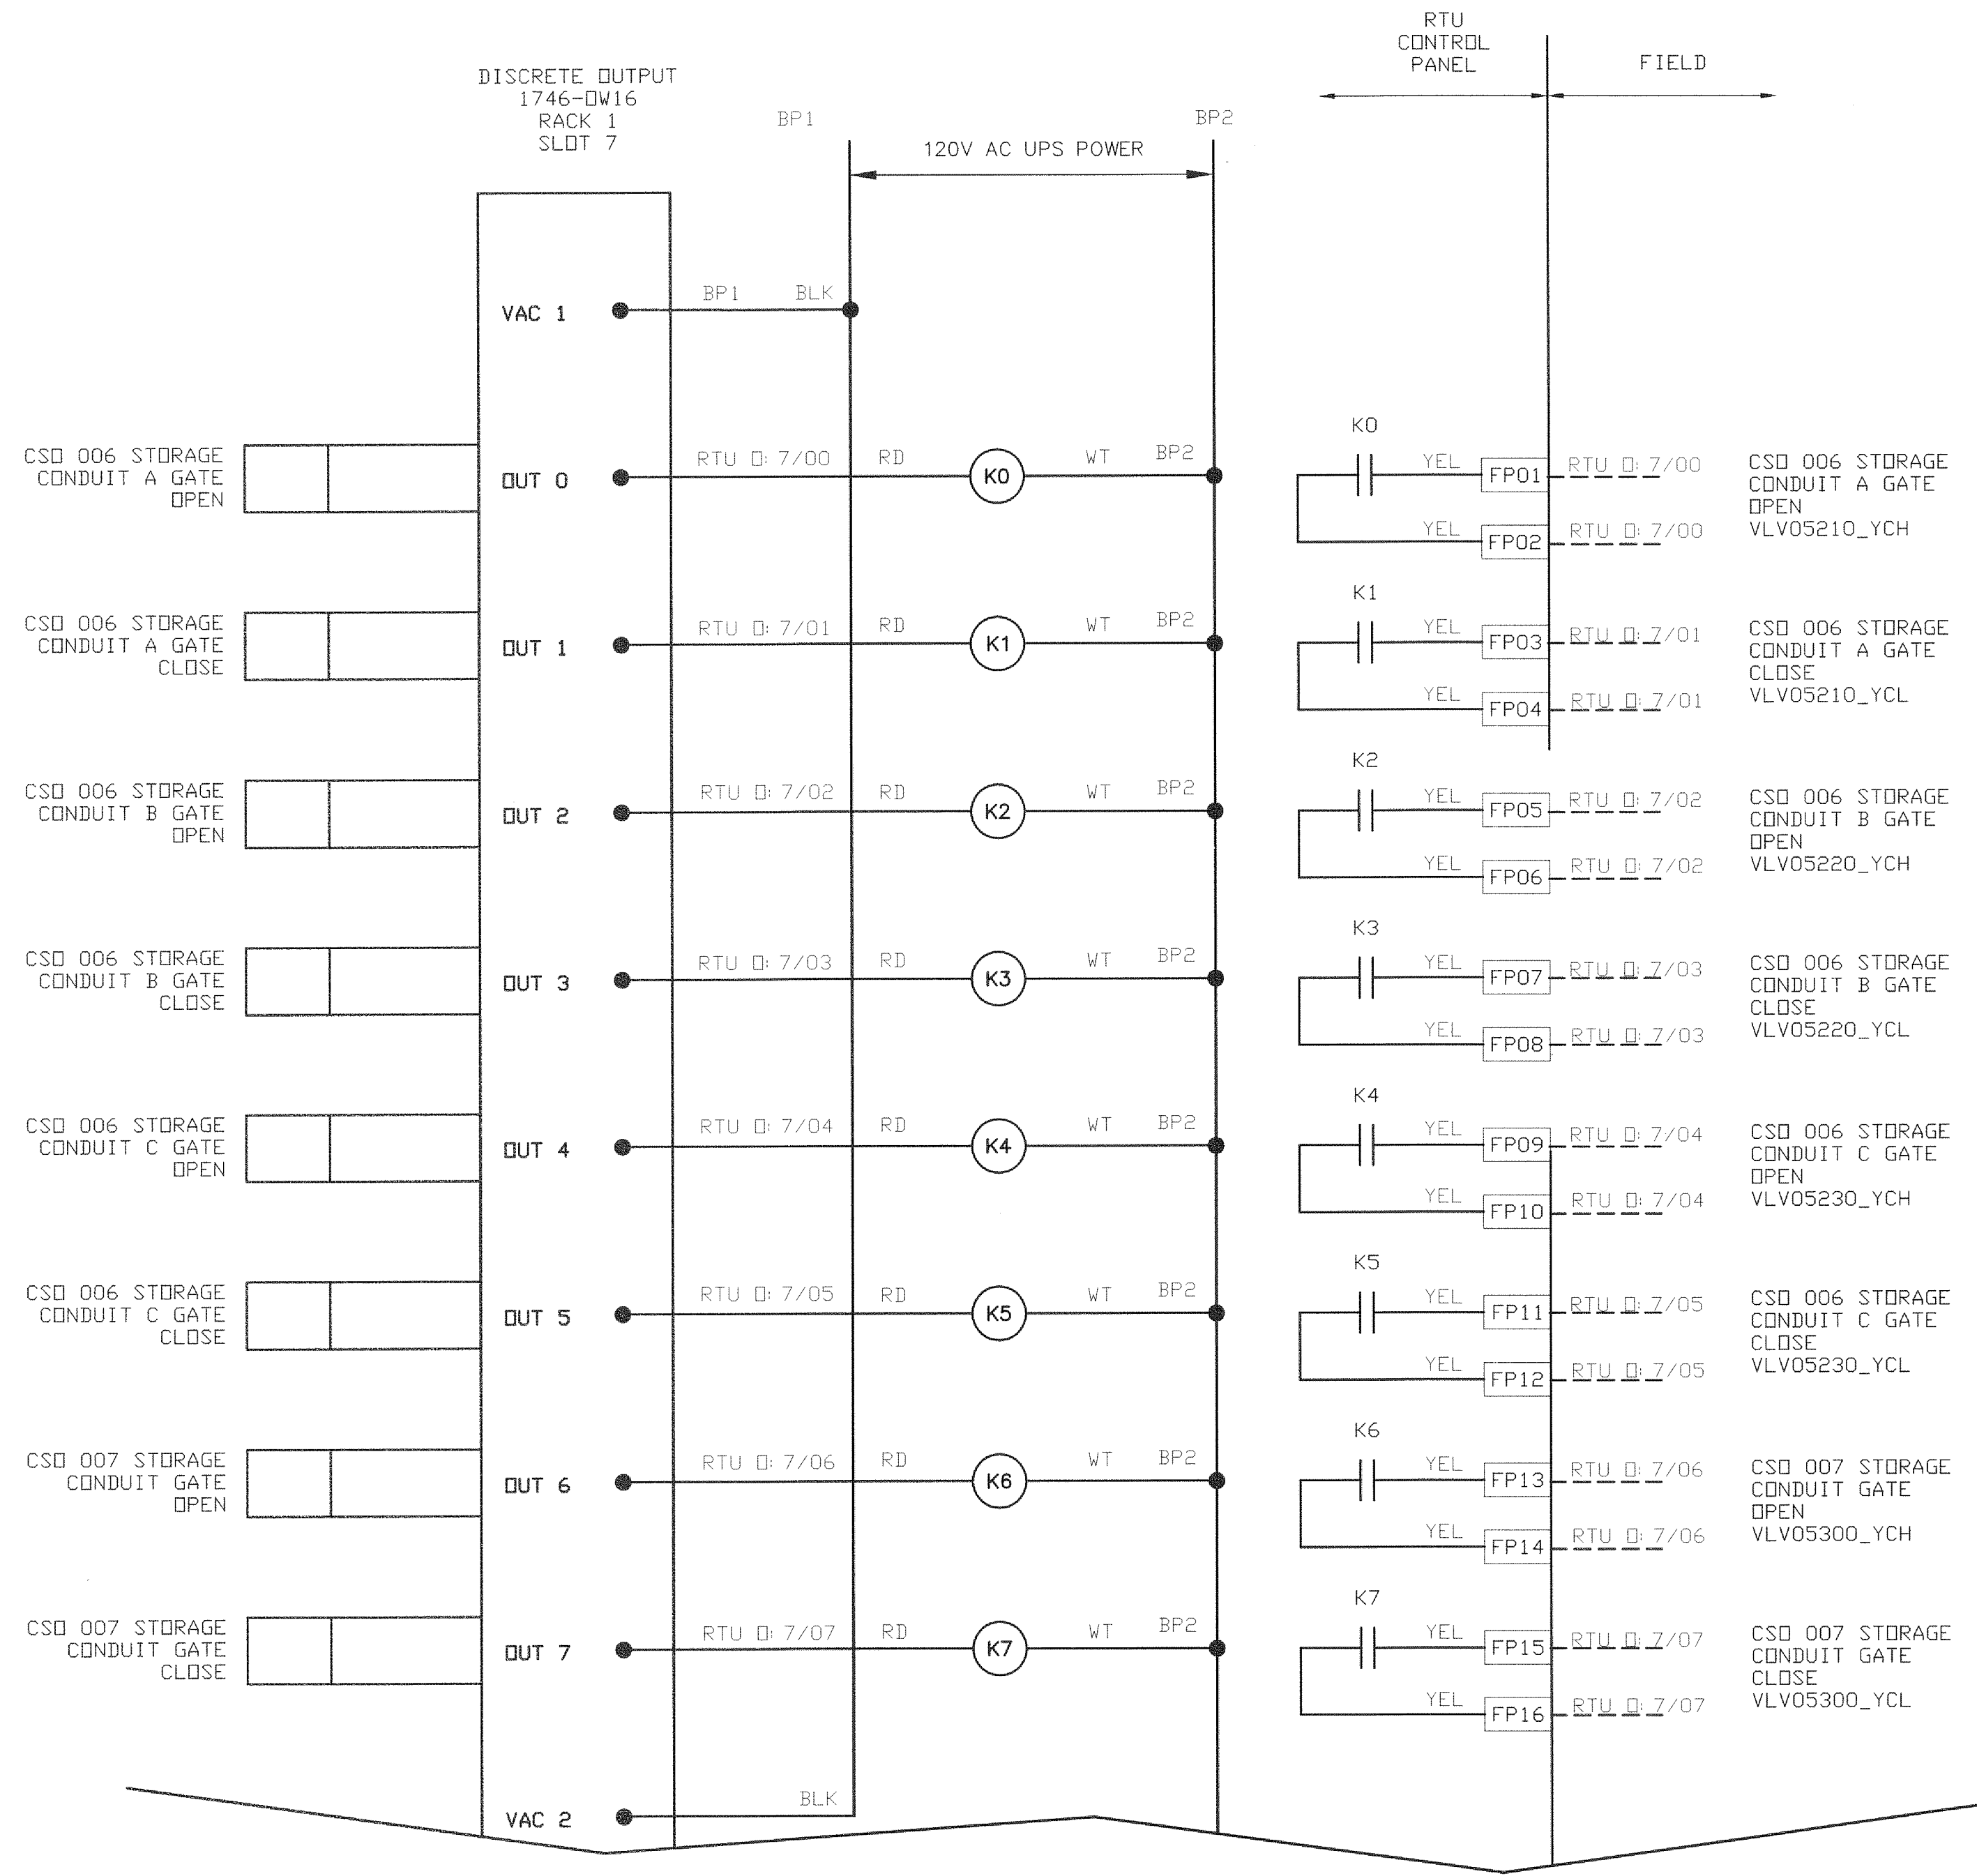 RTU
CONTROL
PANEL
FIELD
DISCRETE OUTPUT
1746-OW16
RACK 1
SLOT 7
BP1
BP2
120V AC UPS POWER
VAC 1
BP1
BLK
CSO 006 STORAGE
CONDUIT A GATE
OPEN
OUT 0
RTU O: 7/00
RD
K0
WT
BP2
K0
YEL
FP01
RTU O: 7/00
YEL
FP02
RTU O: 7/00
CSO 006 STORAGE
CONDUIT A GATE
OPEN
VLV05210_YCH
CSO 006 STORAGE
CONDUIT A GATE
CLOSE
OUT 1
RTU O: 7/01
RD
K1
WT
BP2
K1
YEL
FP03
RTU O: 7/01
YEL
FP04
RTU O: 7/01
CSO 006 STORAGE
CONDUIT A GATE
CLOSE
VLV05210_YCL
CSO 006 STORAGE
CONDUIT B GATE
OPEN
OUT 2
RTU O: 7/02
RD
K2
WT
BP2
K2
YEL
FP05
RTU O: 7/02
YEL
FP06
RTU O: 7/02
CSO 006 STORAGE
CONDUIT B GATE
OPEN
VLV05220_YCH
CSO 006 STORAGE
CONDUIT B GATE
CLOSE
OUT 3
RTU O: 7/03
RD
K3
WT
BP2
K3
YEL
FP07
RTU O: 7/03
YEL
FP08
RTU O: 7/03
CSO 006 STORAGE
CONDUIT B GATE
CLOSE
VLV05220_YCL
CSO 006 STORAGE
CONDUIT C GATE
OPEN
OUT 4
RTU O: 7/04
RD
K4
WT
BP2
K4
YEL
FP09
RTU O: 7/04
YEL
FP10
RTU O: 7/04
CSO 006 STORAGE
CONDUIT C GATE
OPEN
VLV05230_YCH
CSO 006 STORAGE
CONDUIT C GATE
CLOSE
OUT 5
RTU O: 7/05
RD
K5
WT
BP2
K5
YEL
FP11
RTU O: 7/05
YEL
FP12
RTU O: 7/05
CSO 006 STORAGE
CONDUIT C GATE
CLOSE
VLV05230_YCL
CSO 007 STORAGE
CONDUIT GATE
OPEN
OUT 6
RTU O: 7/06
RD
K6
WT
BP2
K6
YEL
FP13
RTU O: 7/06
YEL
FP14
RTU O: 7/06
CSO 007 STORAGE
CONDUIT GATE
OPEN
VLV05300_YCH
CSO 007 STORAGE
CONDUIT GATE
CLOSE
OUT 7
RTU O: 7/07
RD
K7
WT
BP2
K7
YEL
FP15
RTU O: 7/07
YEL
FP16
RTU O: 7/07
CSO 007 STORAGE
CONDUIT GATE
CLOSE
VLV05300_YCL
VAC 2
BLK